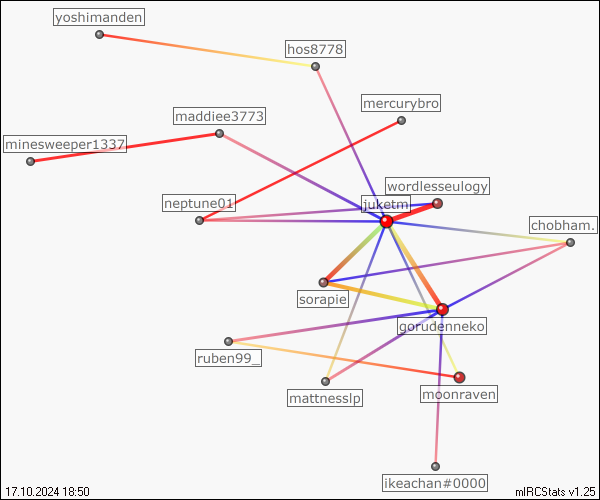 yoshimanden
hos8778
mercurybro
maddiee3773
minesweeper1337
wordlesseulogy
neptune01
juketm
chobham.
sorapie
gorudenneko
ruben99_
mattnesslp
moonraven
ikeachan#0000
17.10.2024 18:50
mIRCStats v1.25